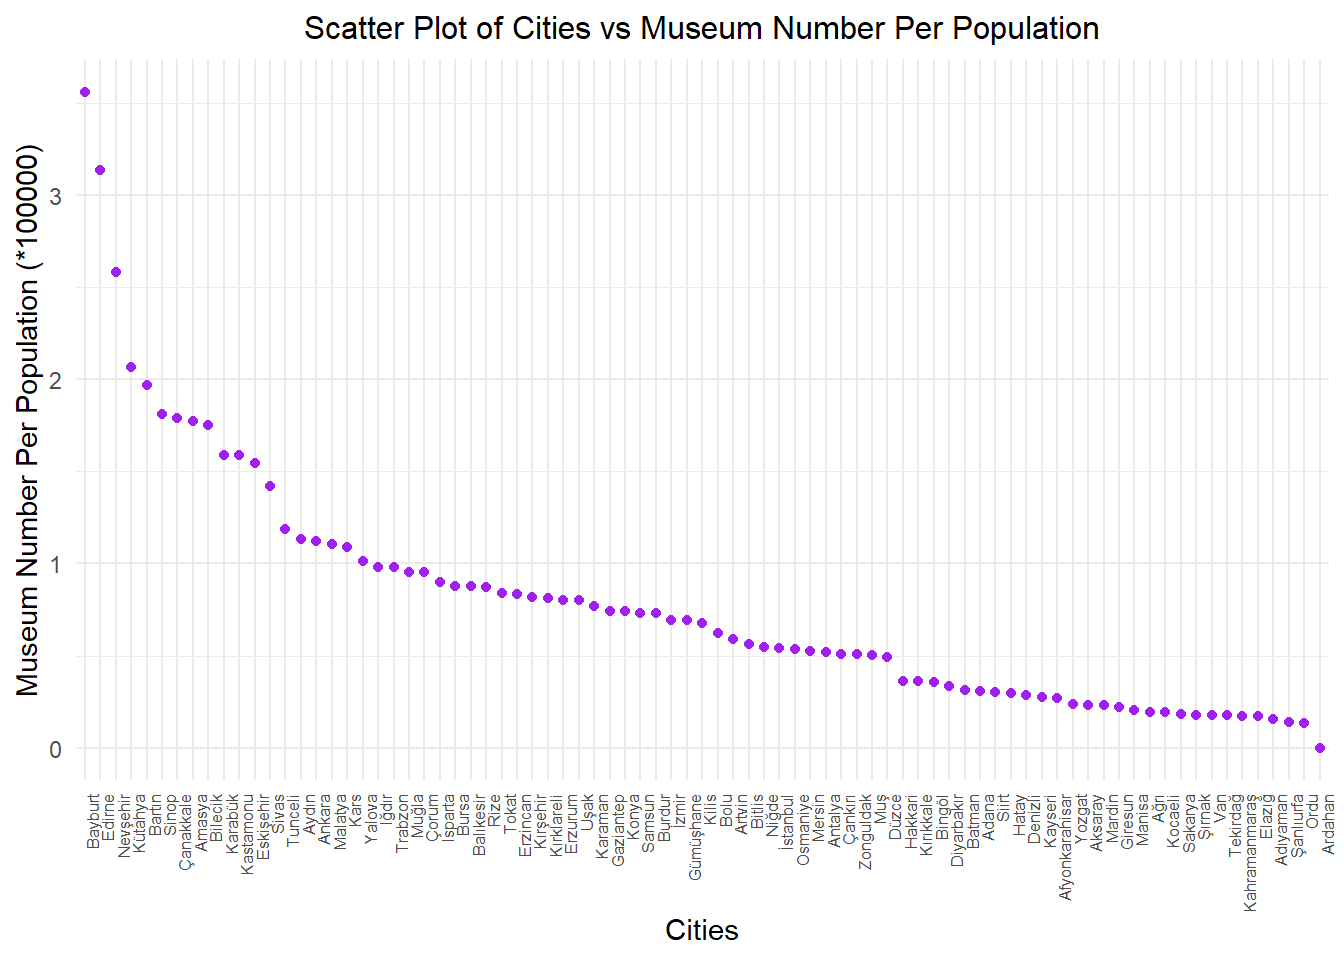 Scatter Plot of Cities vs Museum Number Per Population
Museum Number Per Population (*100000)
3
2
1
0
Bayburt
Edirne
Nevşehir
Kütahya
Bartın
Sinop
Çanakkale
Amasya
Bilecik
Karabük
Kastamonu
Eskişehir
Sivas
Tunceli
Aydın
Ankara
Malatya
Kars
Yalova
Iğdır
Trabzon
Muğla
Çorum
Isparta
Bursa
Balıkesir
Rize
Tokat
Erzincan
Kırşehir
Kırklareli
Erzurum
Uşak
Karaman
Gaziantep
Konya
Samsun
Burdur
İzmir
Gümüşhane
Kilis
Bolu
Artvin
Bitlis
Niğde
İstanbul
Osmaniye
Mersin
Antalya
Çankırı
Zonguldak
Muş
Düzce
Hakkari
Kırıkkale
Bingöl
Diyarbakır
Batman
Adana
Siirt
Hatay
Denizli
Kayseri
Afyonkarahisar
Yozgat
Aksaray
Mardin
Giresun
Manisa
Ağrı
Kocaeli
Sakarya
Şırnak
Van
Tekirdağ
Kahramanmaraş
Elazığ
Adıyaman
Şanlıurfa
Ordu
Ardahan
Cities